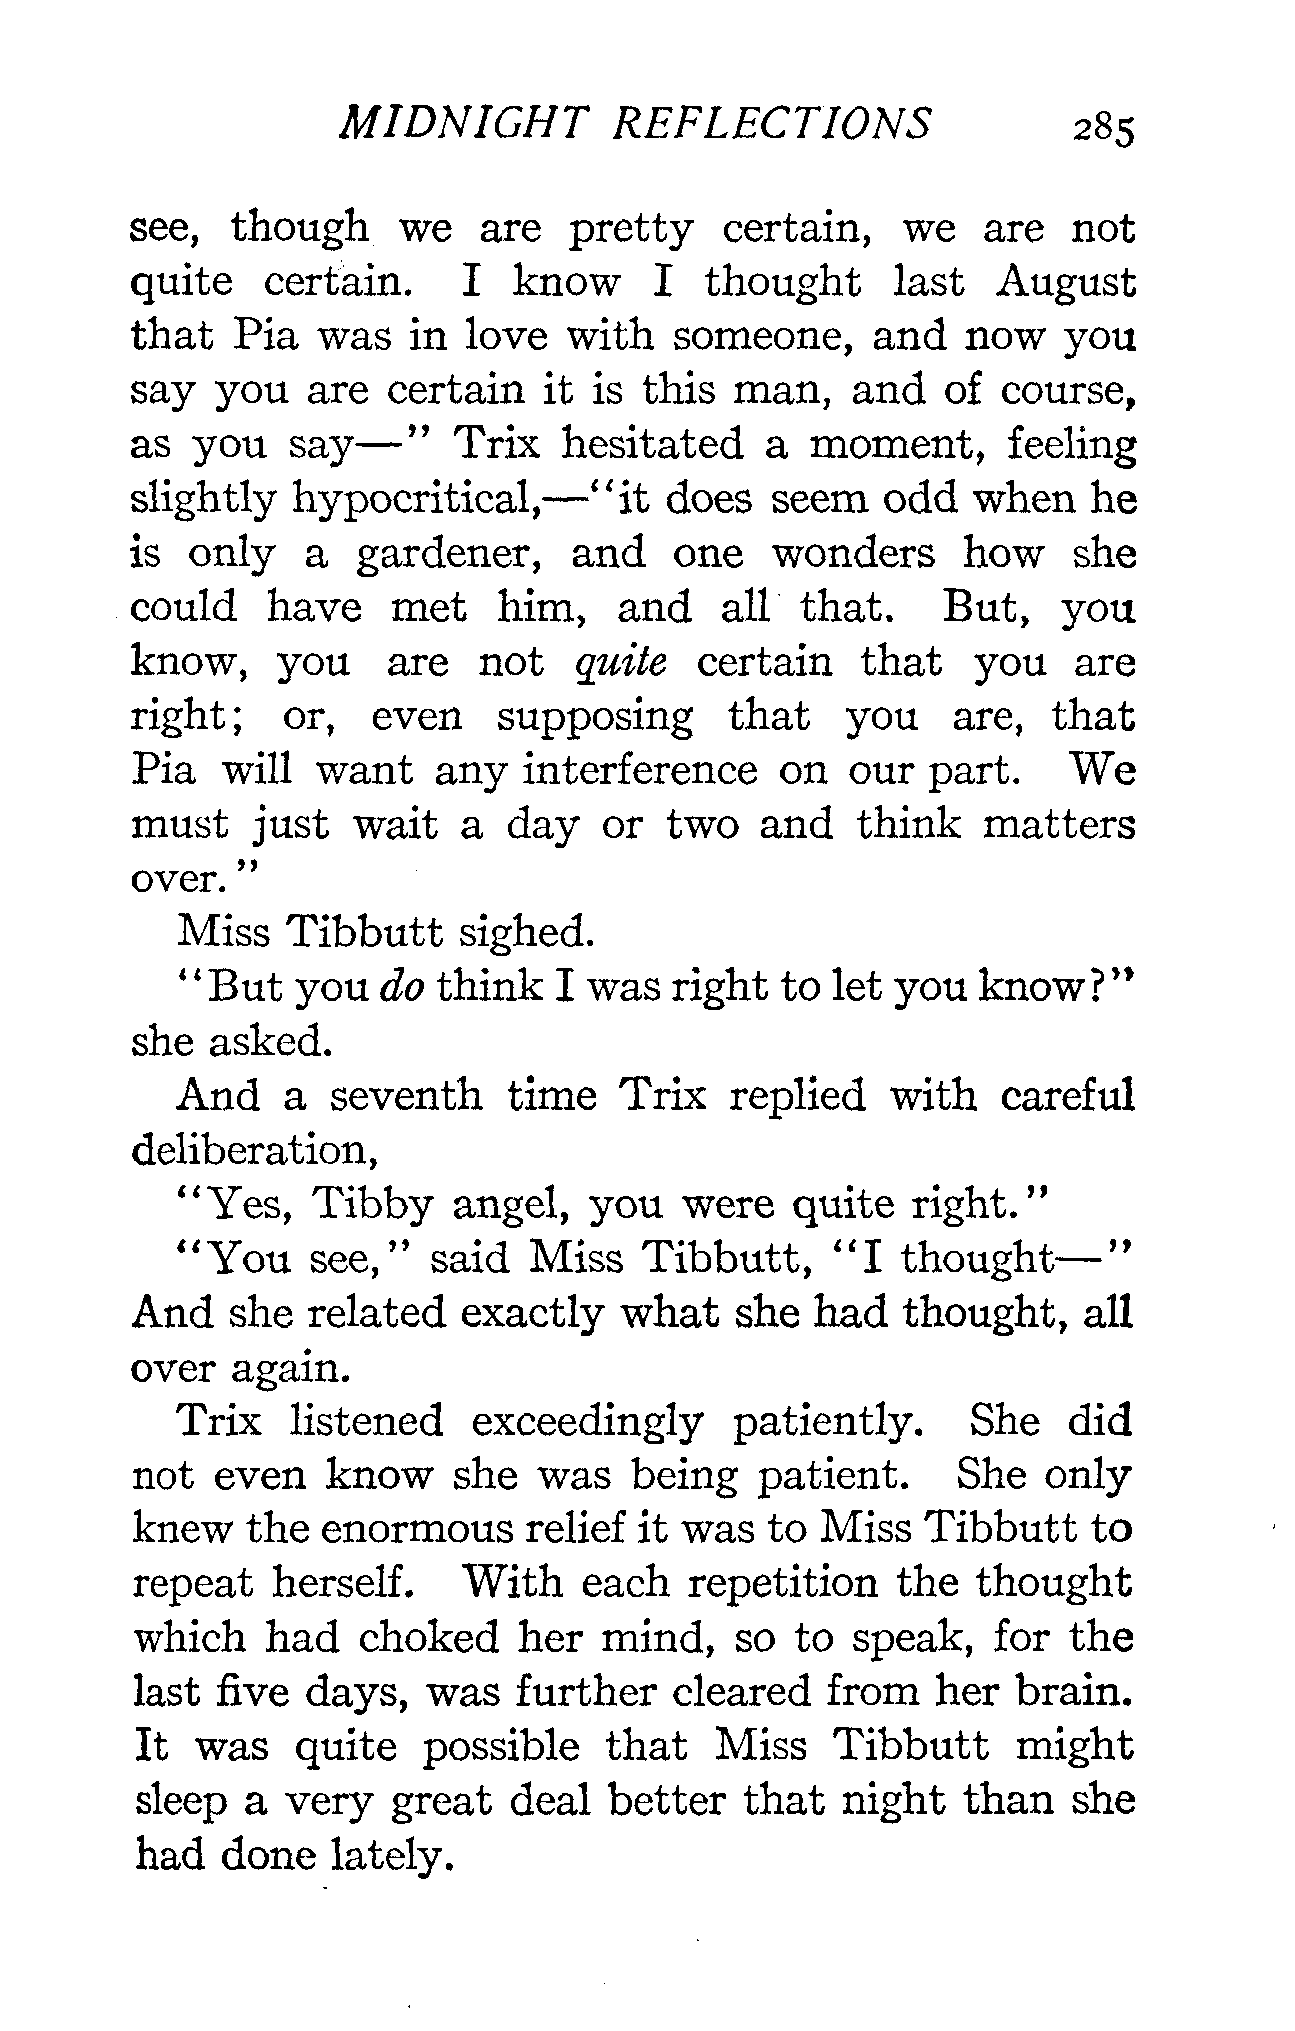 MIDNIGHT REFLECTIONS 285
see, though we are pretty certain, we are not
quite certain. I know I thought last August
that Pia was in love with someone, and now you
say you are certain it is this man, and of course,
as you say—" Trix hesitated a moment, feeling
slightly hypocritical,—"it does seem odd when he
is only a gardener, and one wonders how she
could have met him, and all that. But, you
know, you are not quite certain that you are
right; or, even supposing that you are, that
Pia will want any interference on our part. We
must just wait a day or two and think matters
over."
Miss Tibbutt sighed.
"But you do think I was right to let you know?"
she asked.
And a seventh time Trix replied with careful
deliberation,
"Yes, Tibby angel, you were quite right."
"You see," said Miss Tibbutt, "I thought—"
And she related exactly what she had thought, all
over again.
Trix listened exceedingly patiently. She did
not even know she was being patient. She only
knew the enormous relief it was to Miss Tibbutt to
repeat herself. With each repetition the thought
which had choked her mind, so to speak, for the
last five days, was further cleared from her brain.
It was quite possible that Miss Tibbutt might
sleep a very great deal better that night than she
had done lately.